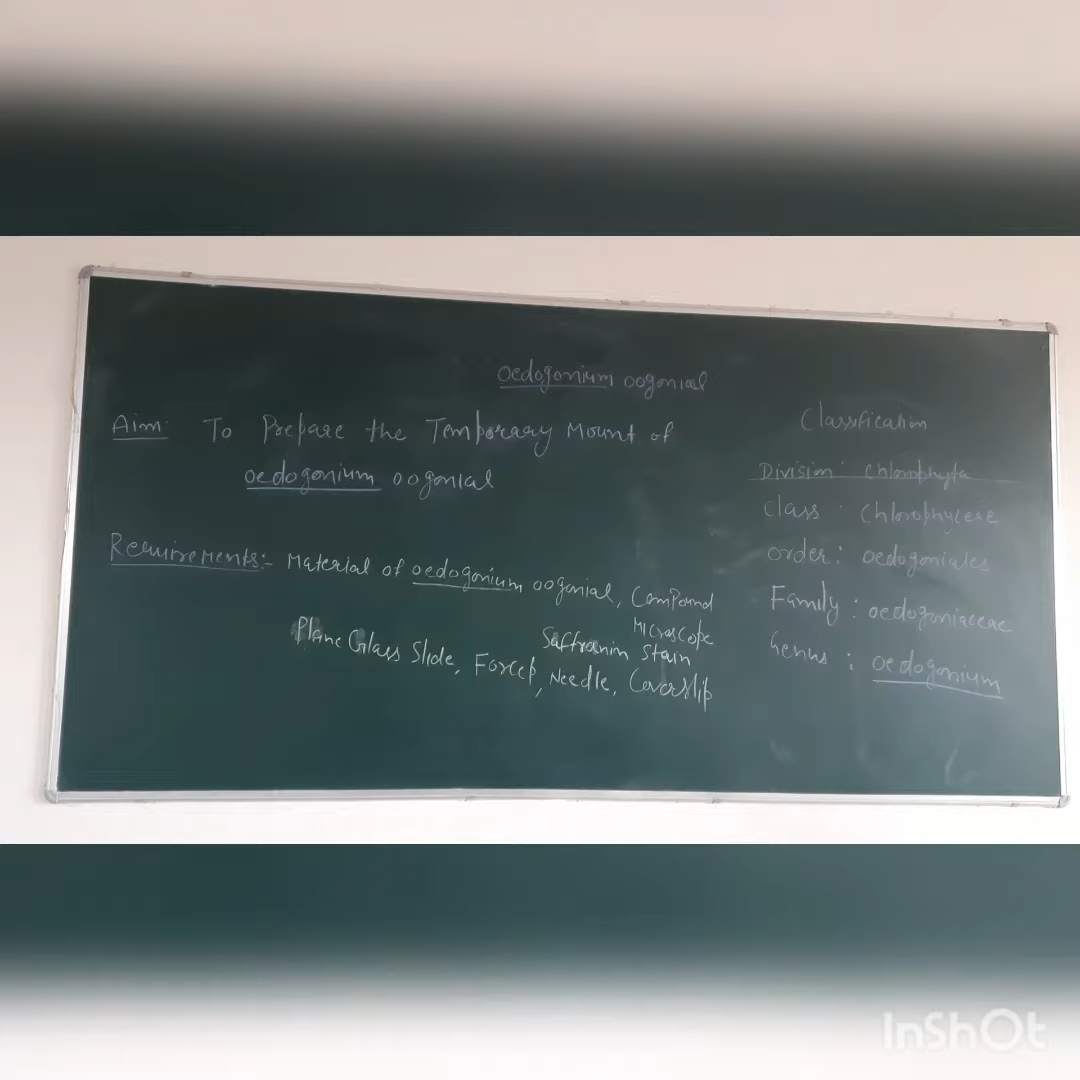 oedogonium oogonial
Aim: To Prepare the Temporary Mount of
oedogonium oogonial
Requirements:- Material of oedogonium oogonial, Compound
Microscope
Saffranin Stain
Plane Glass Slide, Forcep, Needle, Coverslip
Classification
Division: chlorophyta
Class: Chlorophyceae
order: oedogoniales
Family: oedogoniaceae
Genus: oedogonium
InShOt